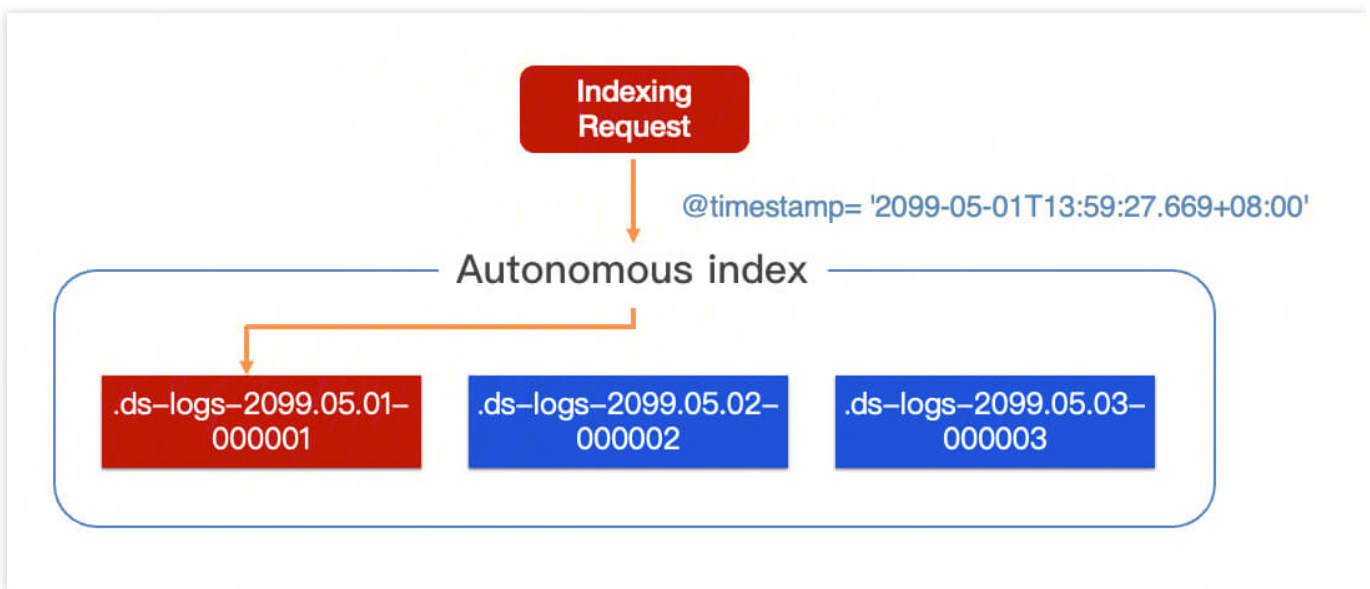 Indexing
Request
@timestamp= '2099-05-01T13:59:27.669+08:00'
Autonomous index
.ds-logs-2099.05.01-
000001
.ds-logs-2099.05.02-
000002
.ds-logs-2099.05.03-
000003